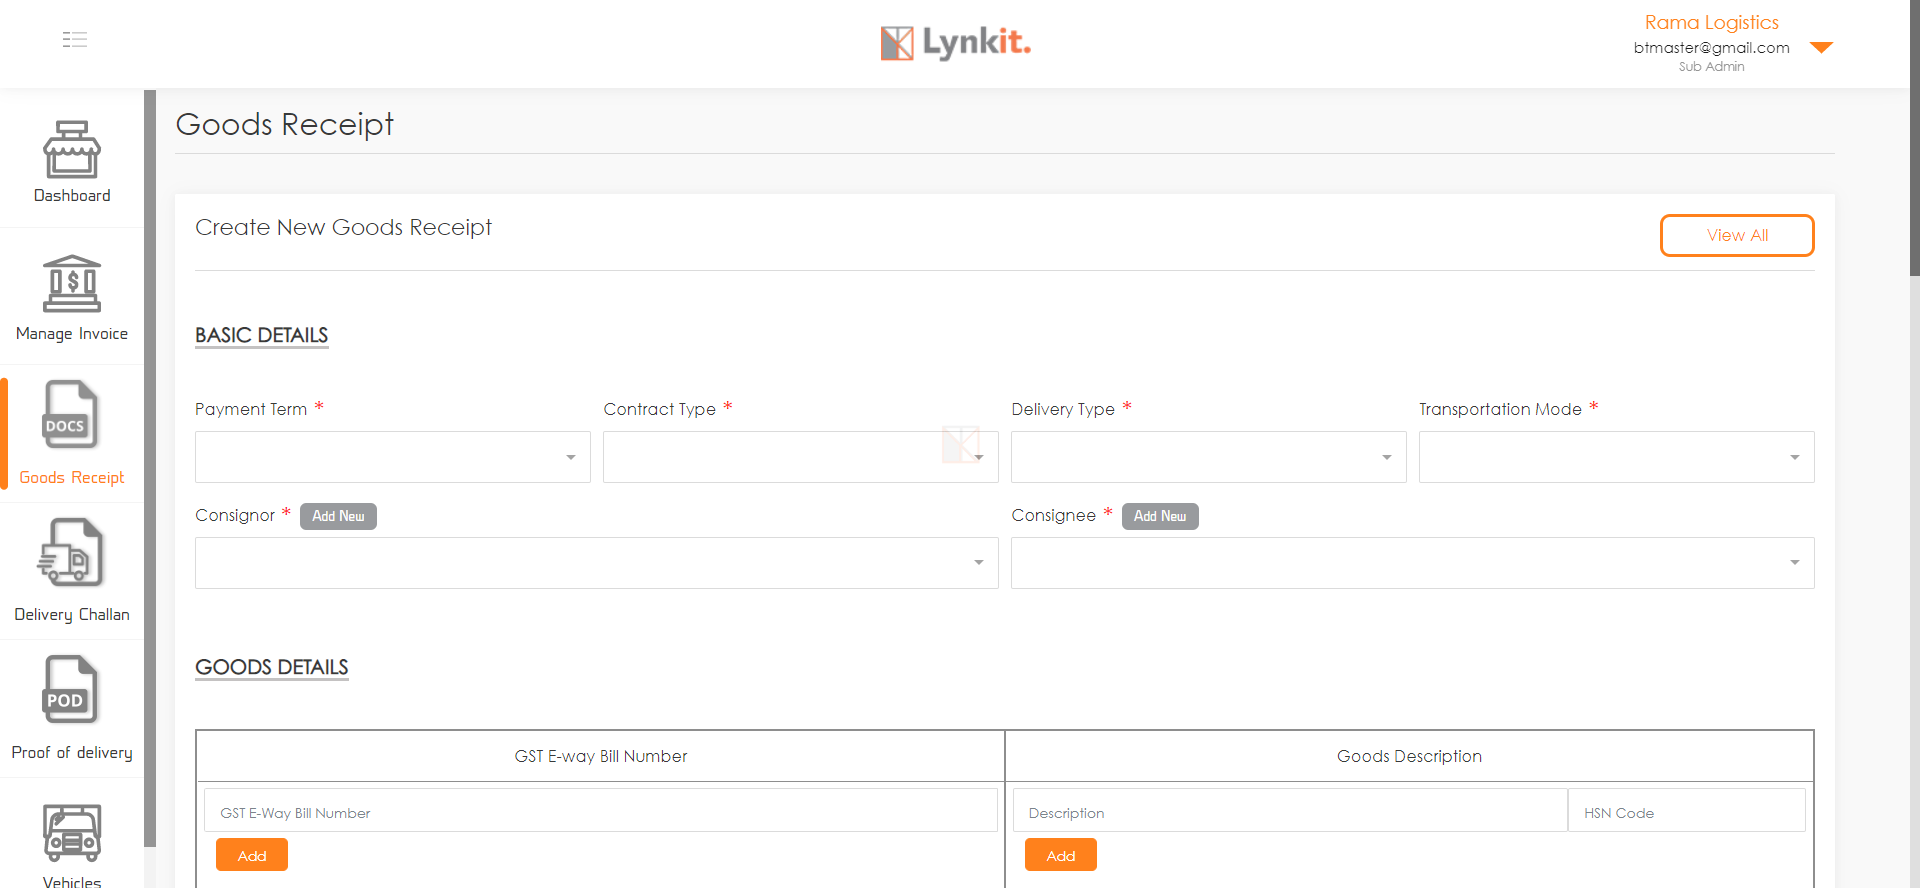 Lynkit.
Rama Logistics
btmaster@gmail.com
Sub Admin
Dashboard
Manage Invoice
DOCS
Goods Receipt
Delivery Challan
POD
Proof of delivery
Vehicles
Goods Receipt
Create New Goods Receipt
View All
BASIC DETAILS
Payment Term *
Contract Type *
Delivery Type *
Transportation Mode *
Consignor * Add New
Consignee * Add New
GOODS DETAILS
GST E-way Bill Number
Goods Description
GST E-Way Bill Number
Description
HSN Code
Add
Add